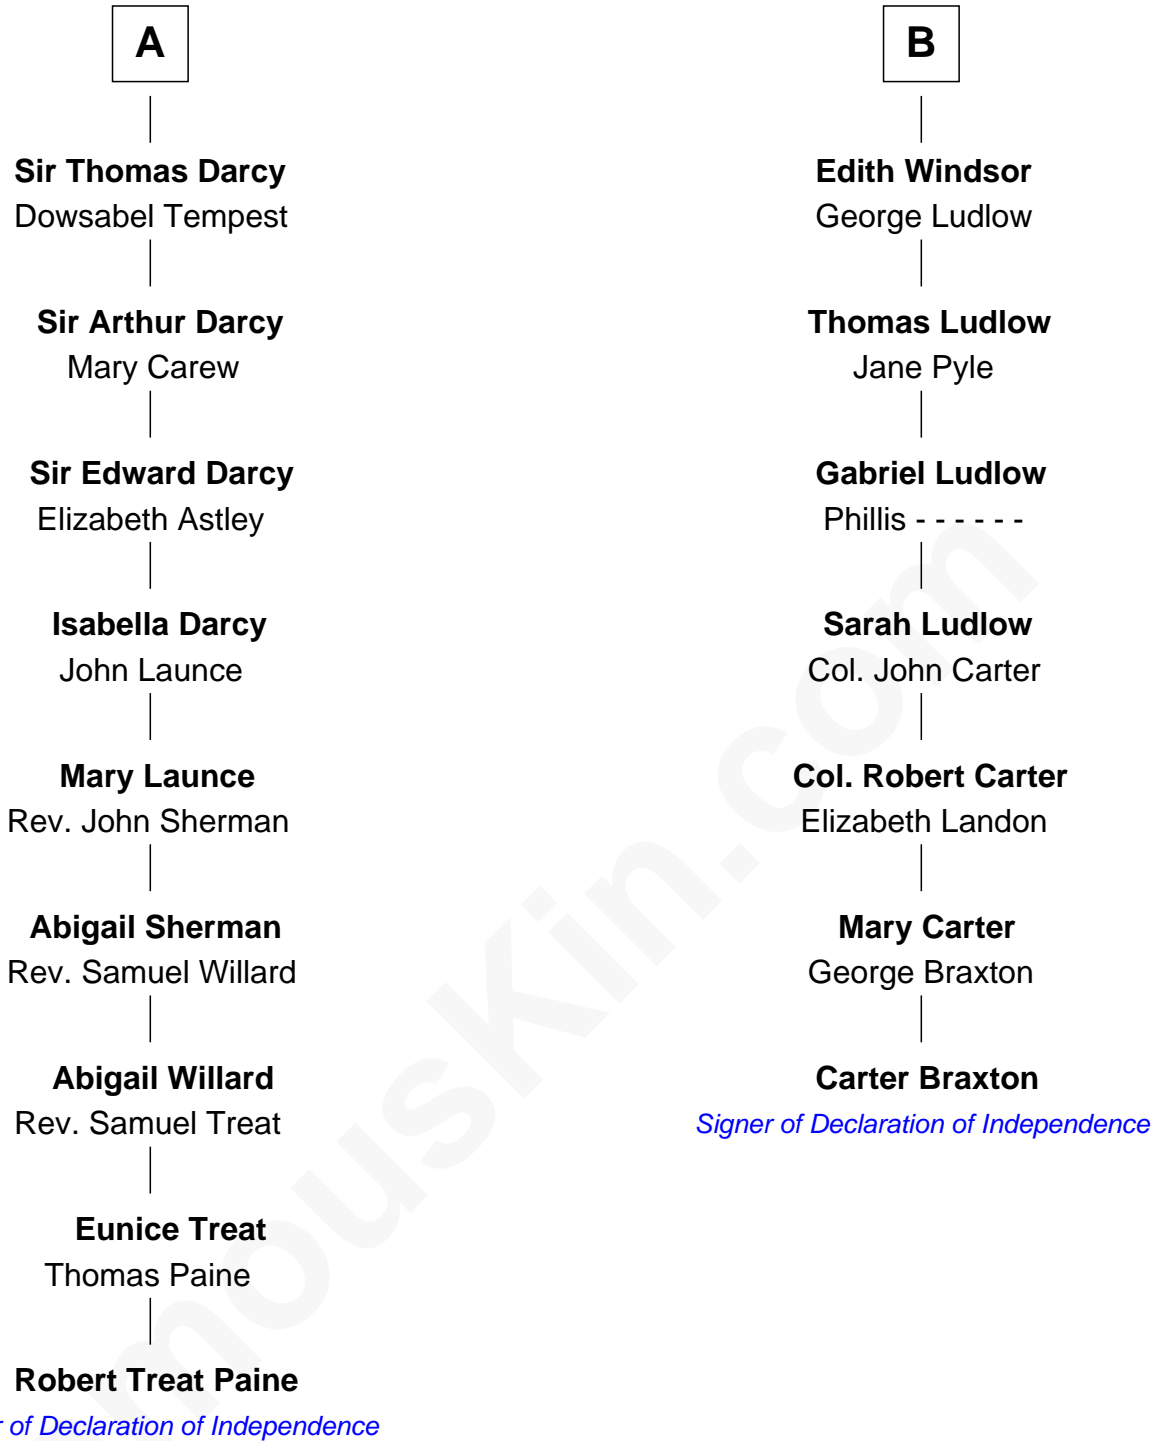 A
Sir Thomas Darcy
Dowsabel Tempest
Sir Arthur Darcy
Mary Carew
Sir Edward Darcy
Elizabeth Astley
Isabella Darcy
John Launce
Mary Launce
Rev. John Sherman
Abigail Sherman
Rev. Samuel Willard
Abigail Willard
Rev. Samuel Treat
Eunice Treat
Thomas Paine
Robert Treat Paine
r of Declaration of Independence
B
Edith Windsor
George Ludlow
Thomas Ludlow
Jane Pyle
Gabriel Ludlow
Phillis - - - - - -
Sarah Ludlow
Col. John Carter
Col. Robert Carter
Elizabeth Landon
Mary Carter
George Braxton
Carter Braxton
Signer of Declaration of Independence
mousKin.com